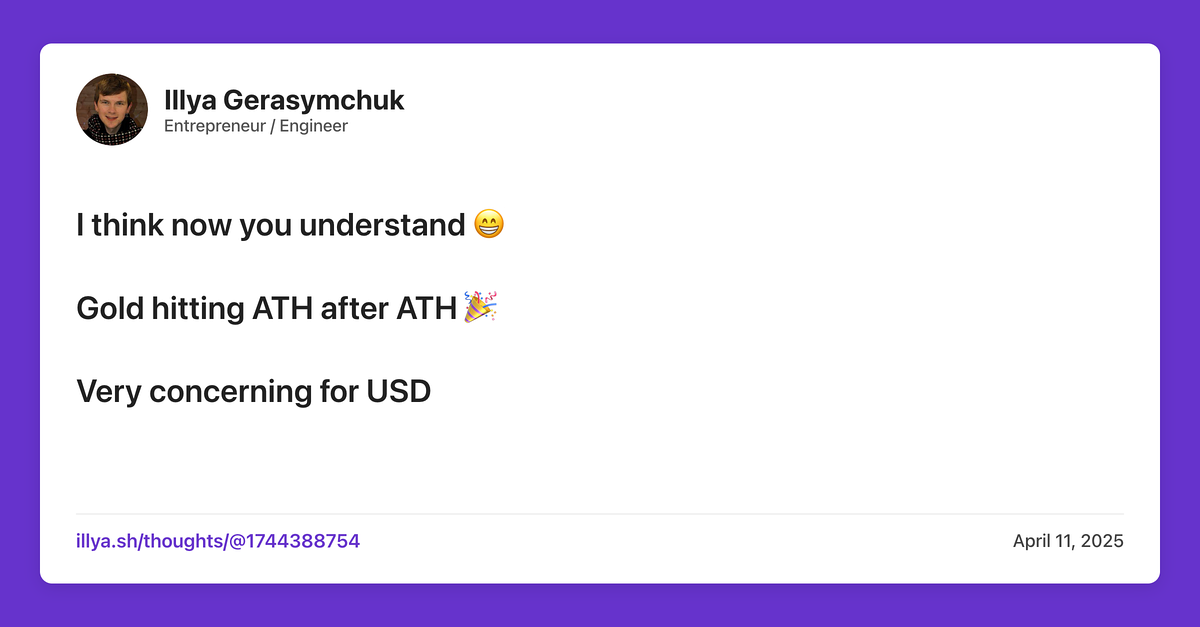 Illya Gerasymchuk
Entrepreneur / Engineer
I think now you understand 😁
Gold hitting ATH after ATH 🎉
Very concerning for USD
illya.sh/thoughts/@1744388754
April 11, 2025